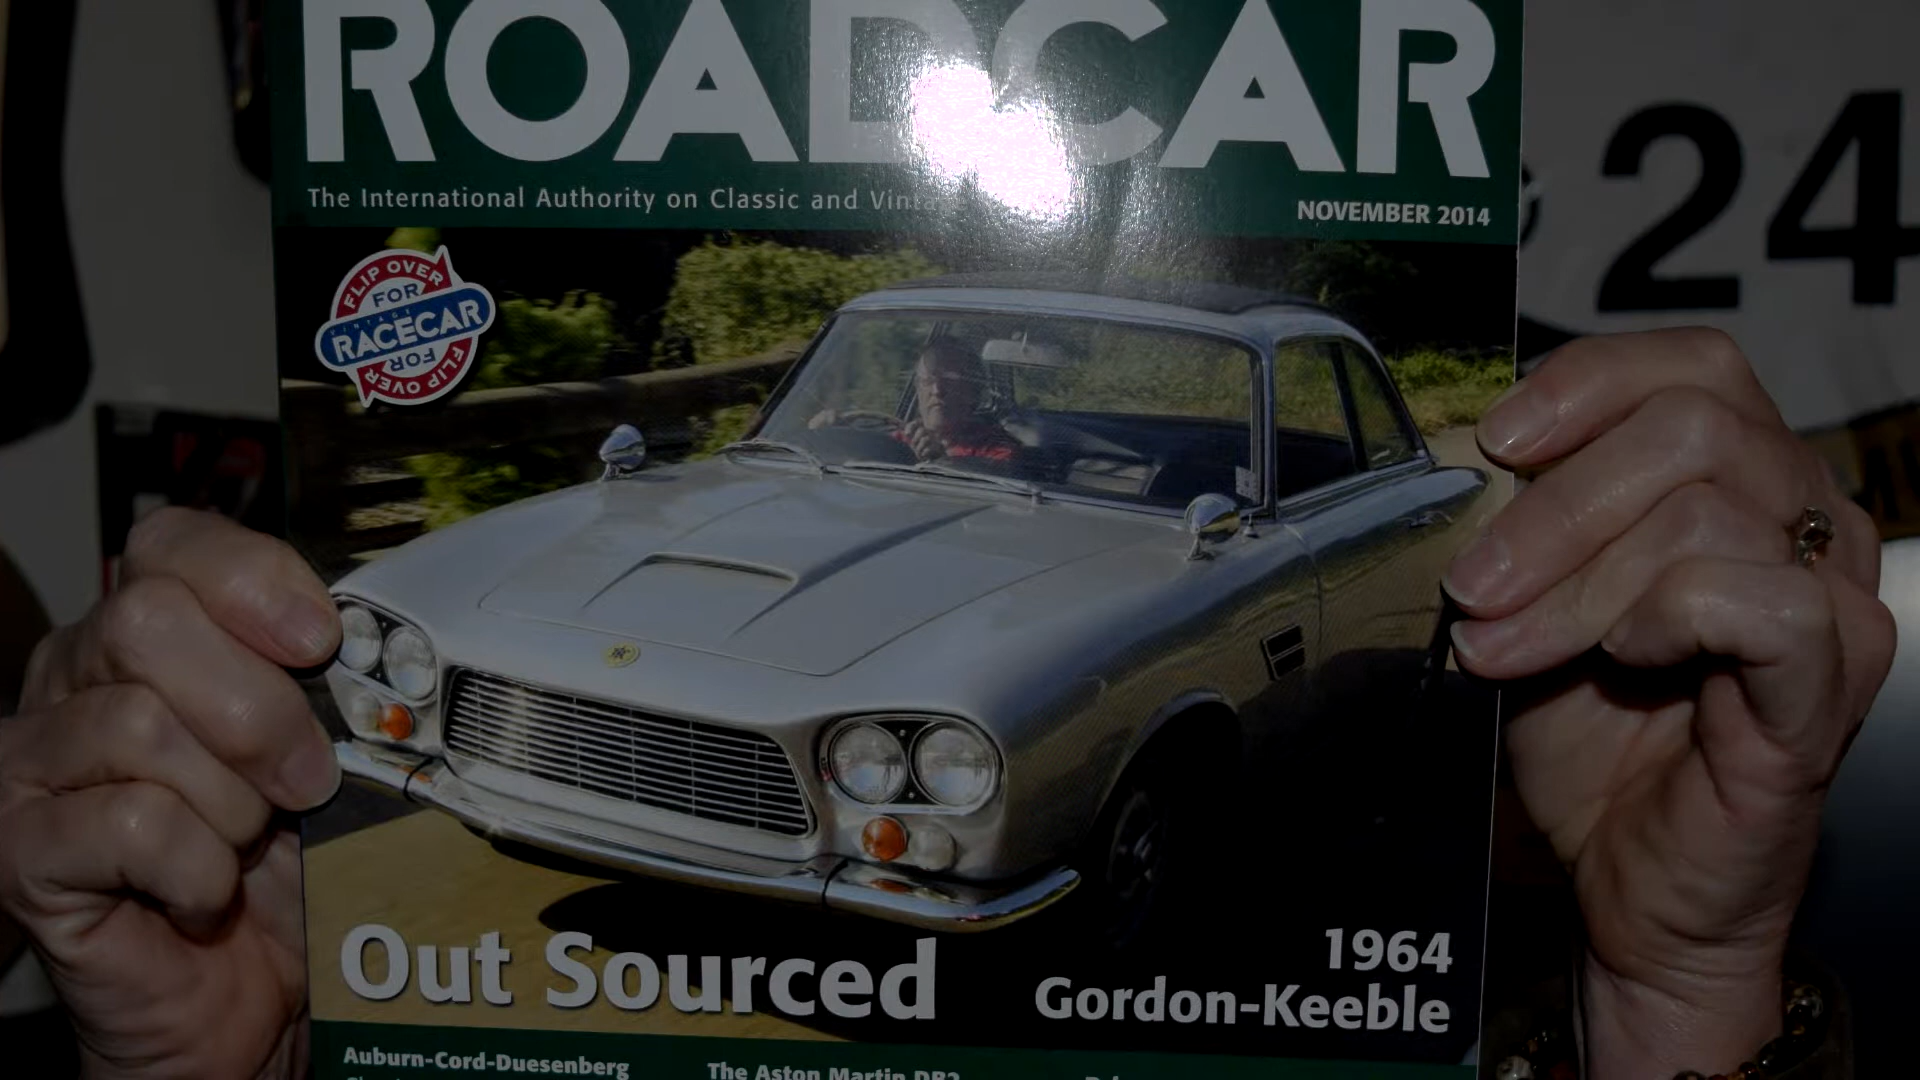 ROADCAR
The International Authority on Classic and
NOVEMBER 2014
FLIP OVER
FOR
VINTAGE
RACECAR
FOR
FLIP OVER
24
Out Sourced
1964
Gordon-Keeble
Auburn-Cord-Duesenberg
The Aston Martin DB2